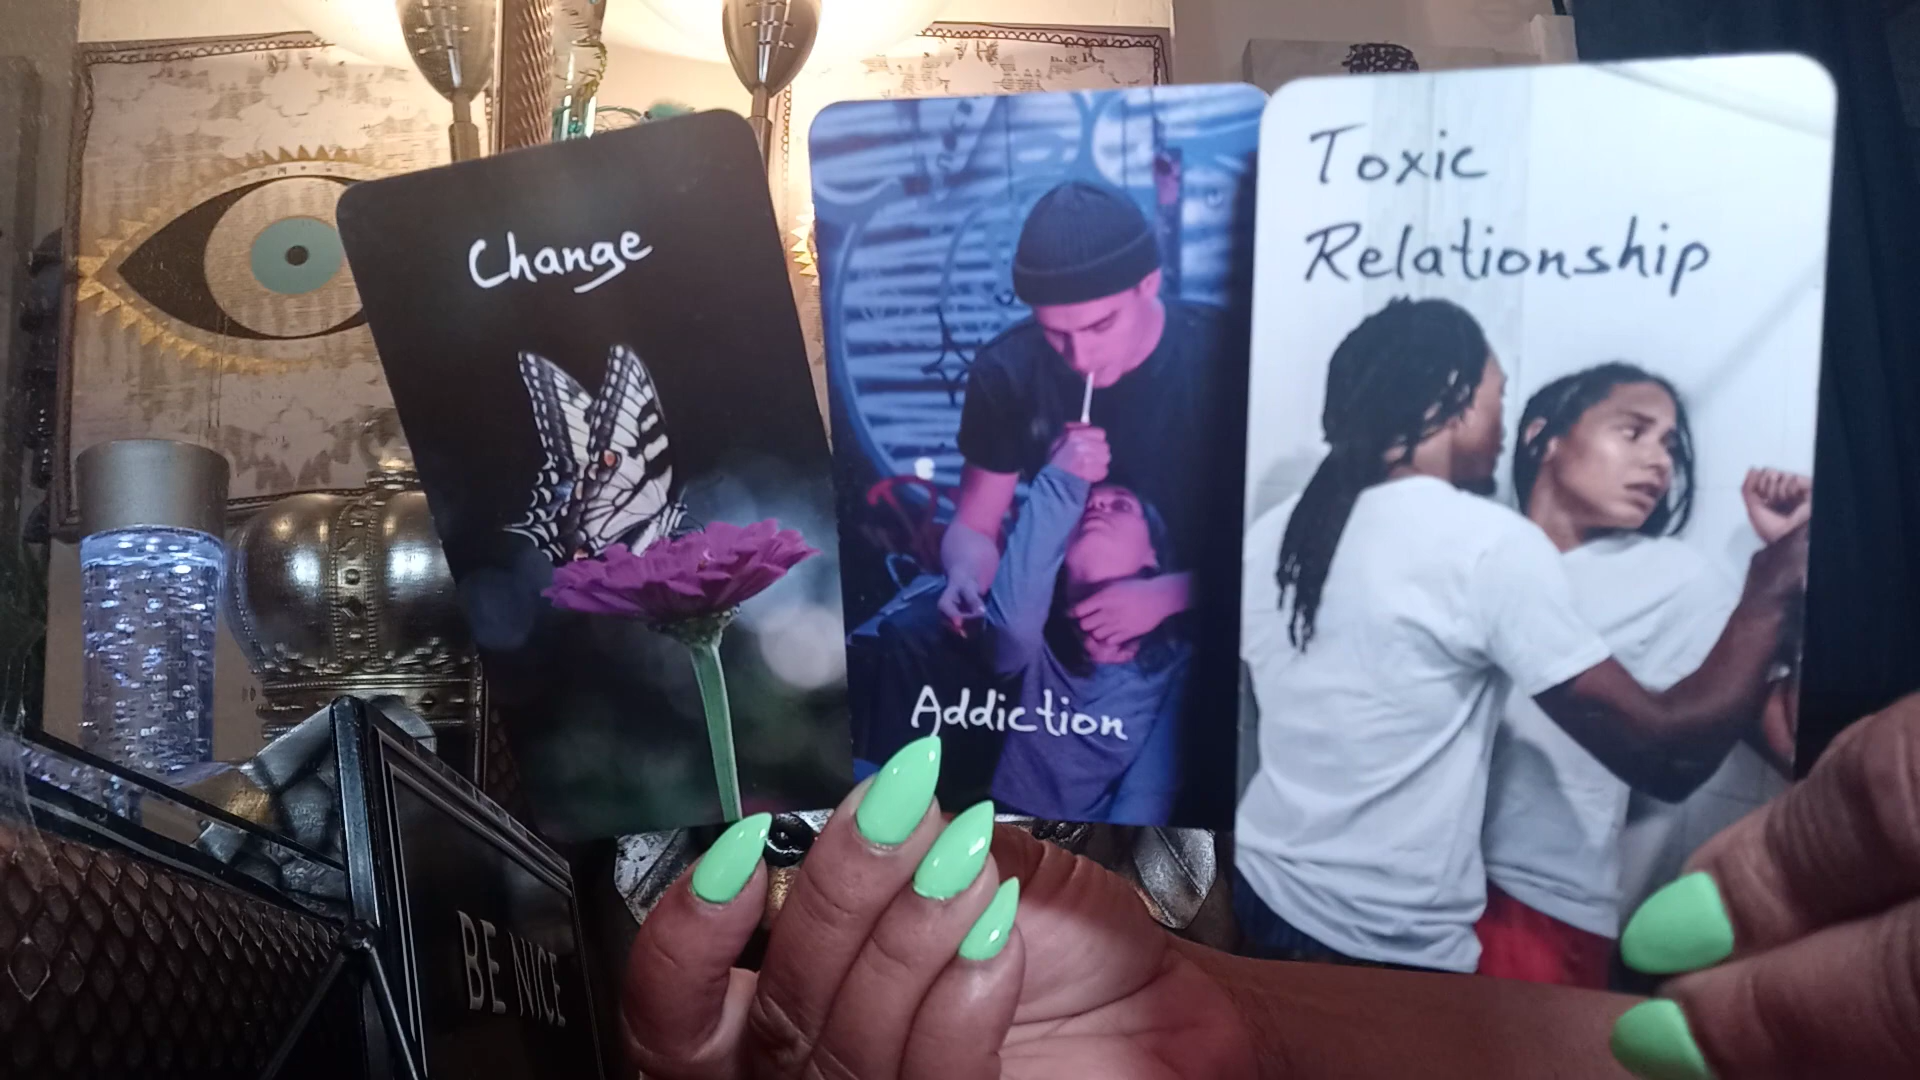 Change
Addiction
Toxic
Relationship
BE NICE